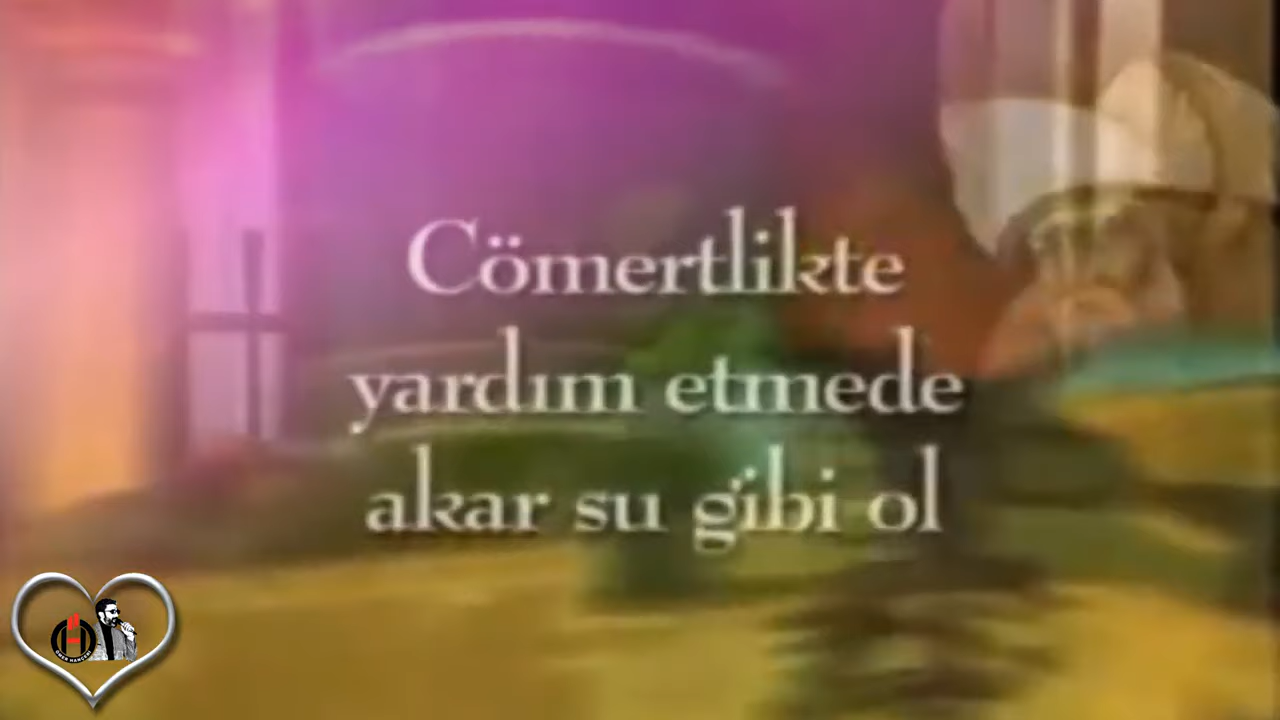 Cömertlikte
yardım etmede
akar su gibi ol